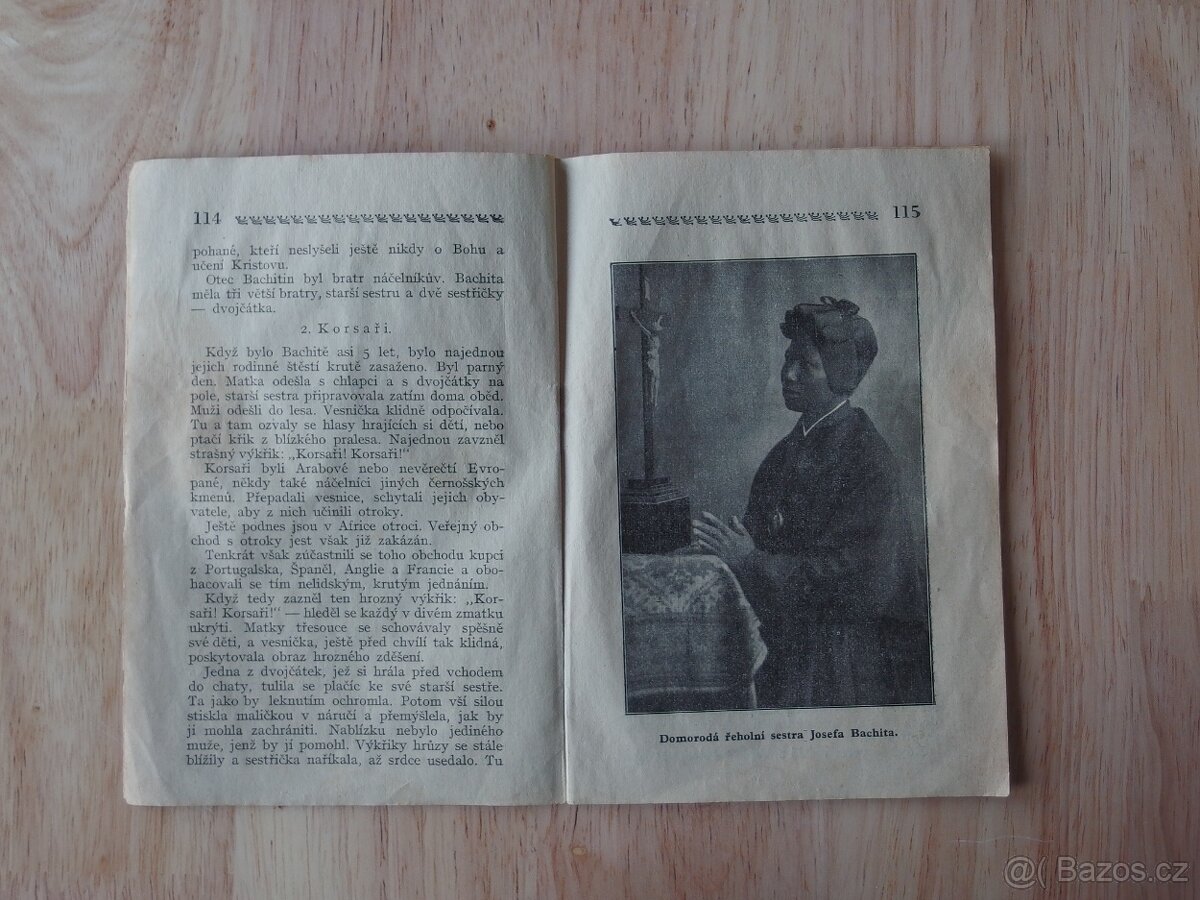 114
pohané, kteří neslyšeli ještě nikdy o Bohu a
učení Kristovu.
Otec Bachitin byl bratr náčelníkův. Bachita
měla tři větší bratry, starší sestru a dvě sestřičky
— dvojčátka.
2. Korsaři.
Když bylo Bachitě asi 5 let, bylo najednou
jejich rodinné štěstí krutě zasaženo. Byl parný
den. Matka odešla s chlapci a s dvojčátky na
pole, starší sestra připravovala zatím doma oběd.
Muži odešli do lesa. Vesnička klidně odpočívala.
Tu a tam ozvaly se hlasy hrajících si dětí, nebo
ptačí křik z blízkého pralesa. Najednou zavzněl
strašný výkřik: „Korsaři! Korsaři!“
Korsaři byli Arabové nebo nevěrečtí Evro-
pané, někdy také náčelníci jiných černošských
kmenů. Přepadali vesnice, schytali jejich oby-
vatele, aby z nich učinili otroky.
Ještě podnes jsou v Africe otroci. Veřejný ob-
chod s otroky jest však již zakázán.
Tenkrát však zúčastnili se toho obchodu kupci
z Portugalska, Španěl, Anglie a Francie a obo-
hacovali se tím nelidským, krutým jednáním.
Když tedy zazněl ten hrozný výkřik: „Kor-
saři! Korsaři!“ — hleděl se každý v divém zmatku
ukrýti. Matky třesouce se schovávaly spěšně
své děti, a vesnička, ještě před chvílí tak klidná,
poskytovala obraz hrozného zděšení.
Jedna z dvojčátek, jež si hrála před vchodem
do chaty, tulila se plačíc ke své starší sestře.
Ta jako by leknutím ochromla. Potom vší silou
stiskla maličkou v náručí a přemýšlela, jak by
ji mohla zachrániti. Nablízku nebylo jediného
muže, jenž by jí pomohl. Výkřiky hrůzy se stále
blížily a sestřička naříkala, až srdce usedalo. Tu
115
Domorodá řeholní sestra Josefa Bachita.
@( Bazos.cz